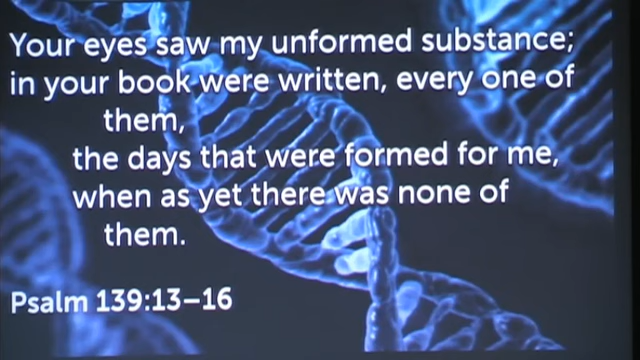 Your eyes saw my unformed substance;
in your book were written, every one of
them,
the days that were formed for me,
when as yet there was none of
them.
Psalm 139:13–16